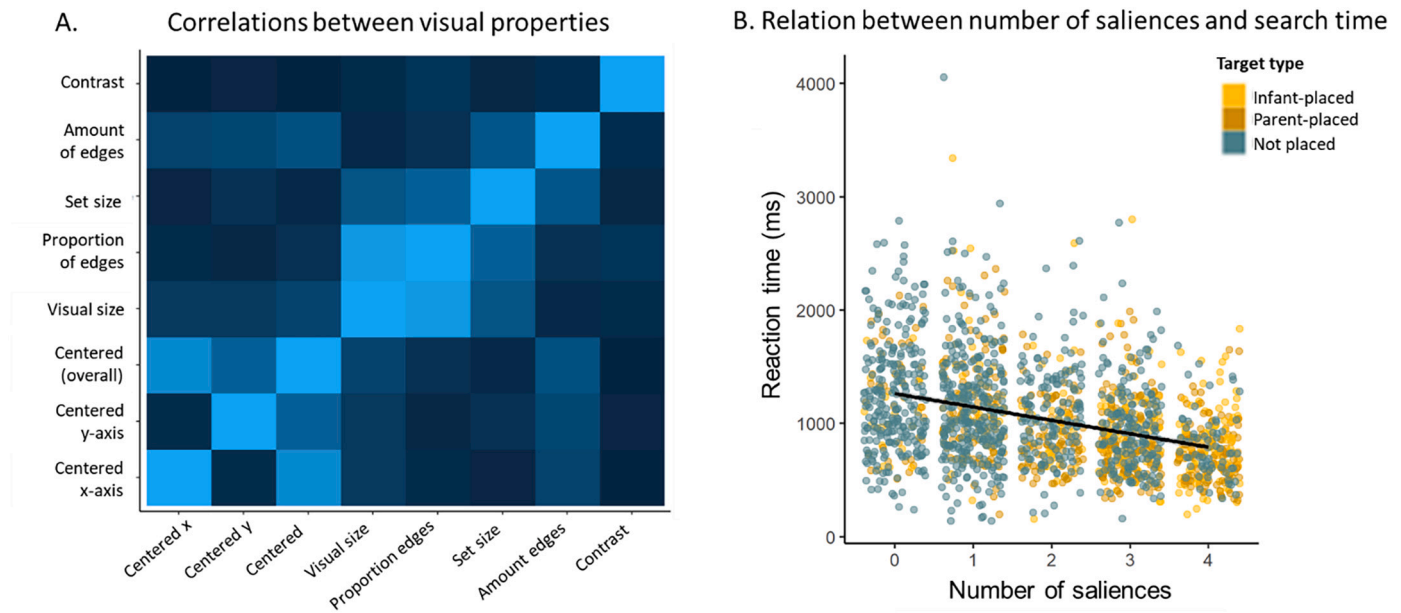 A. Correlations between visual properties
Contrast
Amount
of edges
Set size
Proportion
of edges
Visual size
Centered
(overall)
Centered
y-axis
Centered
x-axis
Centered x
Centered y
Centered
Visual size
Proportion edges
Set size
Amount edges
Contrast
B. Relation between number of saliences and search time
Target type
Infant-placed
Parent-placed
Not placed
Reaction time (ms)
4000
3000
2000
1000
0
0 1 2 3 4
Number of saliences